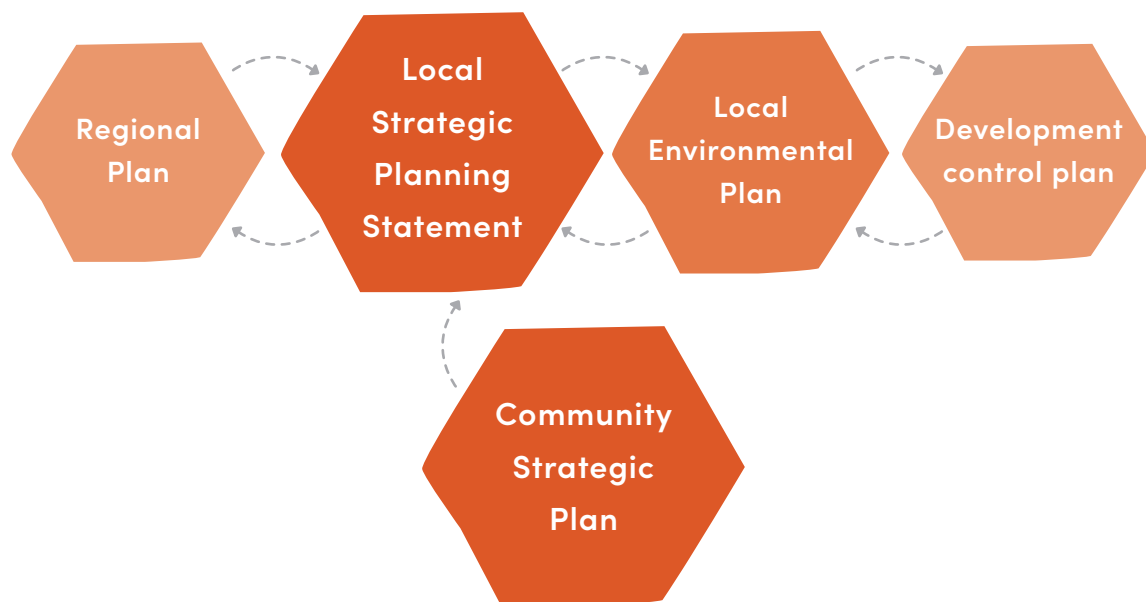 Regional
Plan
Local
Strategic
Planning
Statement
Local
Environmental
Plan
Development
control plan
Community
Strategic
Plan